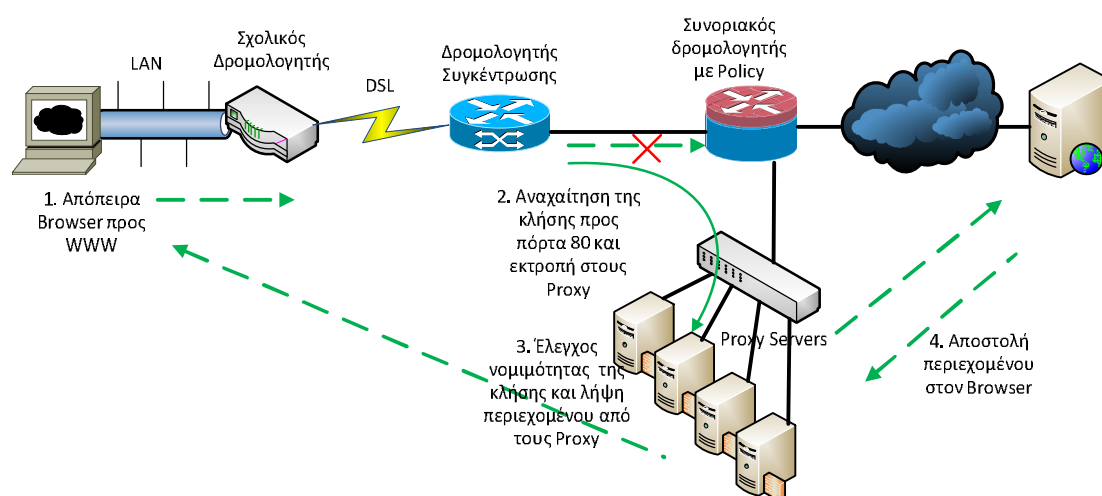 Σχολικός
Δρομολογητής
LAN
DSL
Δρομολογητής
Συγκέντρωσης
Συνοριακός
δρομολογητής
με Policy
1. Απόπειρα
Browser προς
WWW
2. Αναχαίτηση της
κλήσης προς
πόρτα 80 και
εκτροπή στους
Proxy
Proxy Servers
3. Έλεγχος
νομιμότητας της
κλήσης και λήψη
περιεχομένου από
τους Proxy
4. Αποστολή
περιεχομένου
στον Browser